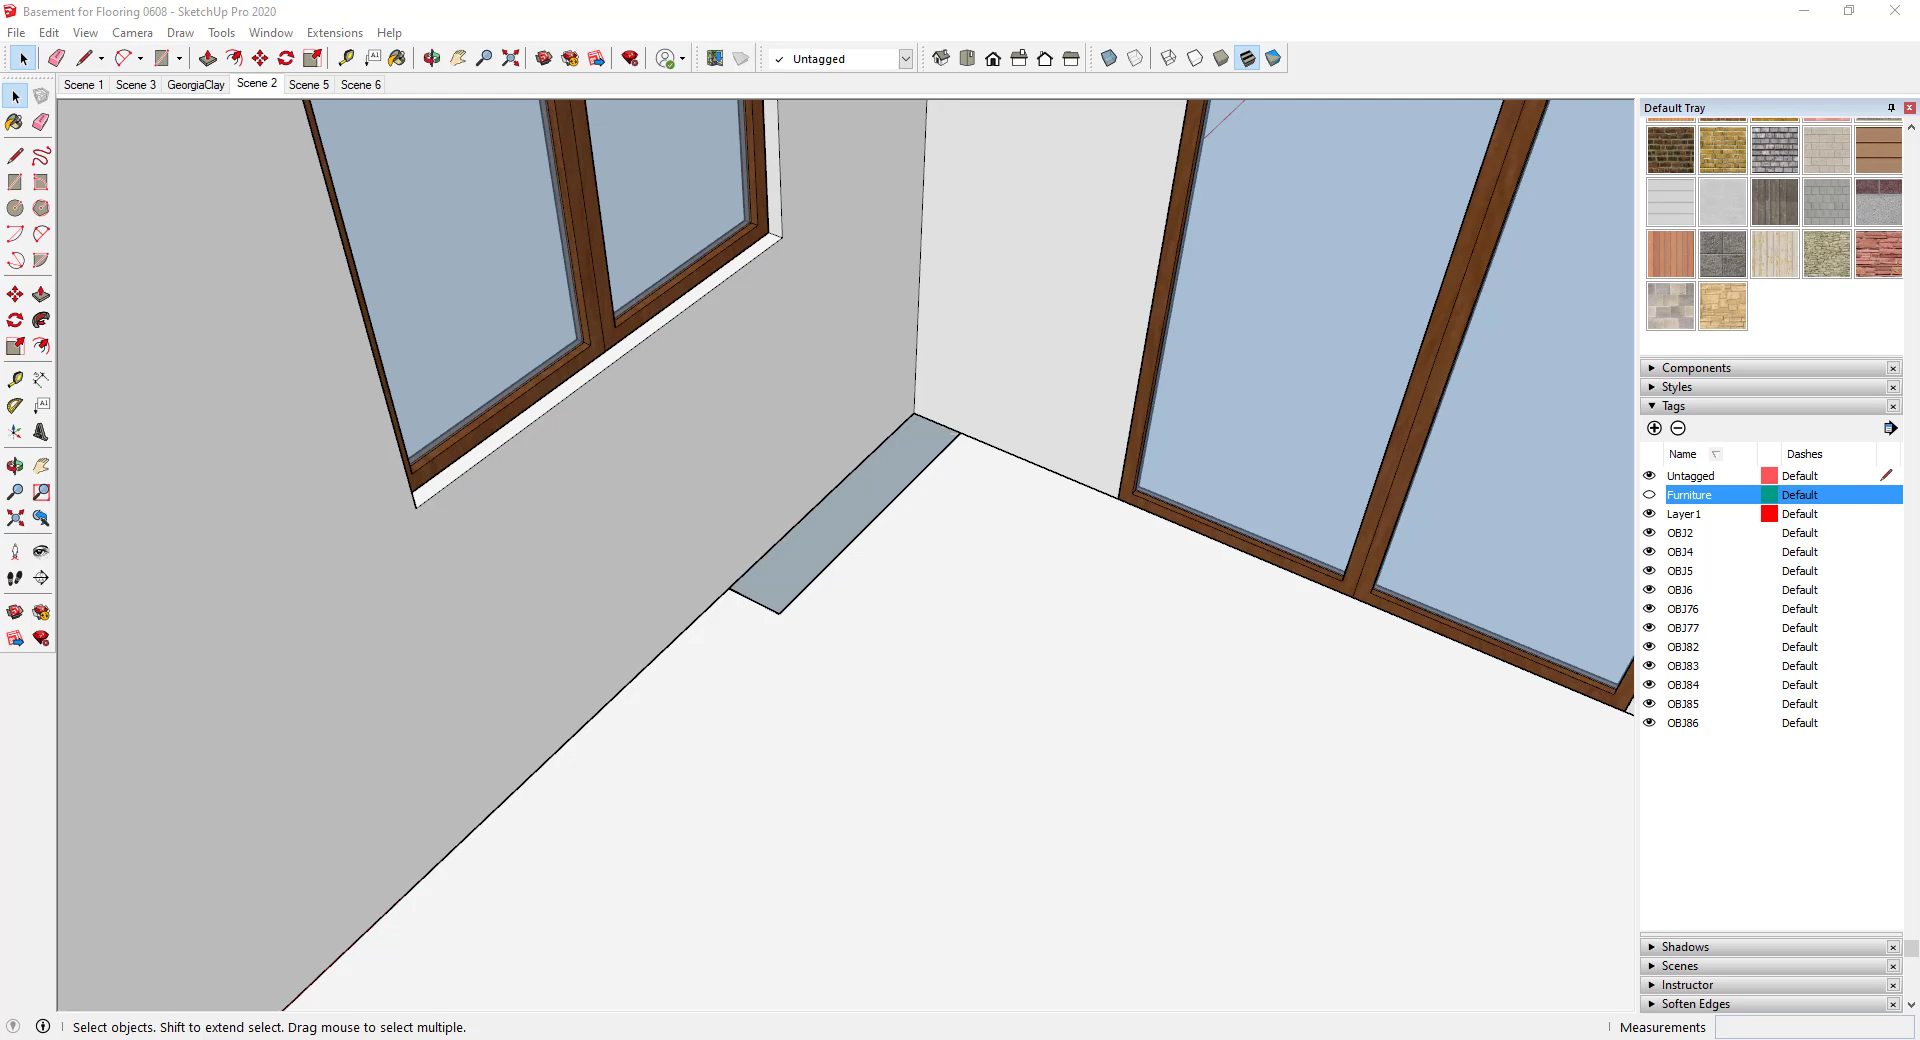 Basement for Flooring 0608 - SketchUp Pro 2020
File Edit View Camera Draw Tools Window Extensions Help
A1 Untagged
Scene 1 Scene 3 GeorgiaClay Scene 2 Scene 5 Scene 6
Default Tray
A1
Components
Styles
Tags
Name Dashes
Untagged Default
Furniture Default
Layer1 Default
OBJ2 Default
OBJ4 Default
OBJ5 Default
OBJ6 Default
OBJ76 Default
OBJ77 Default
OBJ82 Default
OBJ83 Default
OBJ84 Default
OBJ85 Default
OBJ86 Default
Shadows
Scenes
Instructor
Soften Edges
Select objects. Shift to extend select. Drag mouse to select multiple. Measurements